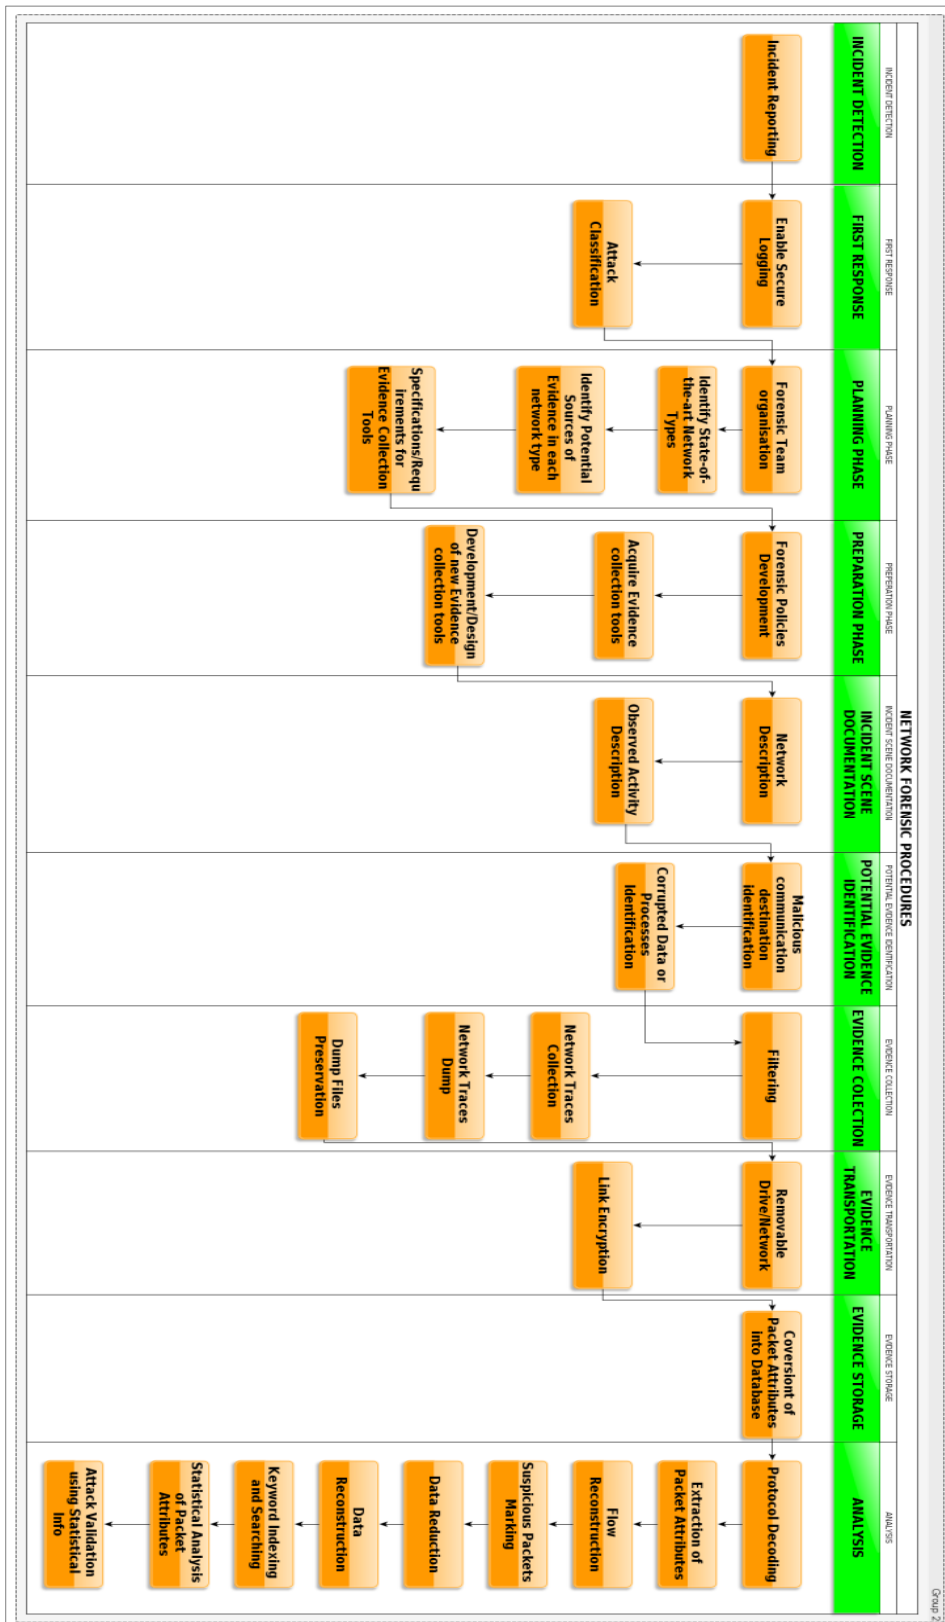 Group 2
NETWORK FORENSIC PROCEDURES
INCIDENT DETECTION
INCIDENT DETECTION
Incident Reporting
FIRST RESPONSE
FIRST RESPONSE
Enable Secure
Logging
Attack
Classification
PLANNING PHASE
PLANNING PHASE
Forensic Team
organisation
Identify State-of-
the-art Network
Types
Identify Potential
Sources of
Evidence in each
network type
Specifications/Requ
irements for
Evidence Collection
Tools
PREPERATION PHASE
PREPARATION PHASE
Forensic Policies
Development
Acquire Evidence
collection tools
Development/Design
of new Evidence
collection tools
INCIDENT SCENE DOCUMENTATION
INCIDENT SCENE
DOCUMENTATION
Network
Description
Observed Activity
Description
POTENTIAL EVIDENCE IDENTIFICATION
POTENTIAL EVIDENCE
IDENTIFICATION
Malicious
communication
destination
identification
Corrupted Data or
Processes
Identification
EVIDENCE COLLECTION
EVIDENCE COLECTION
Filtering
Network Traces
Collection
Network Traces
Dump
Dump Files
Preservation
EVIDENCE TRANSPORTATION
EVIDENCE
TRANSPORTATION
Removable
Drive/Network
Link Encryption
EVIDENCE STORAGE
EVIDENCE STORAGE
Coversiont of
Packet Attributes
into Database
ANALYSIS
ANALYSIS
Protocol Decoding
Extraction of
Packet Attributes
Flow
Reconstruction
Suspicious Packets
Marking
Data Reduction
Data
Reconstruction
Keyword Indexing
and Searching
Statistical Analysis
of Packet
Attributes
Attack Validation
using Statistical
Info